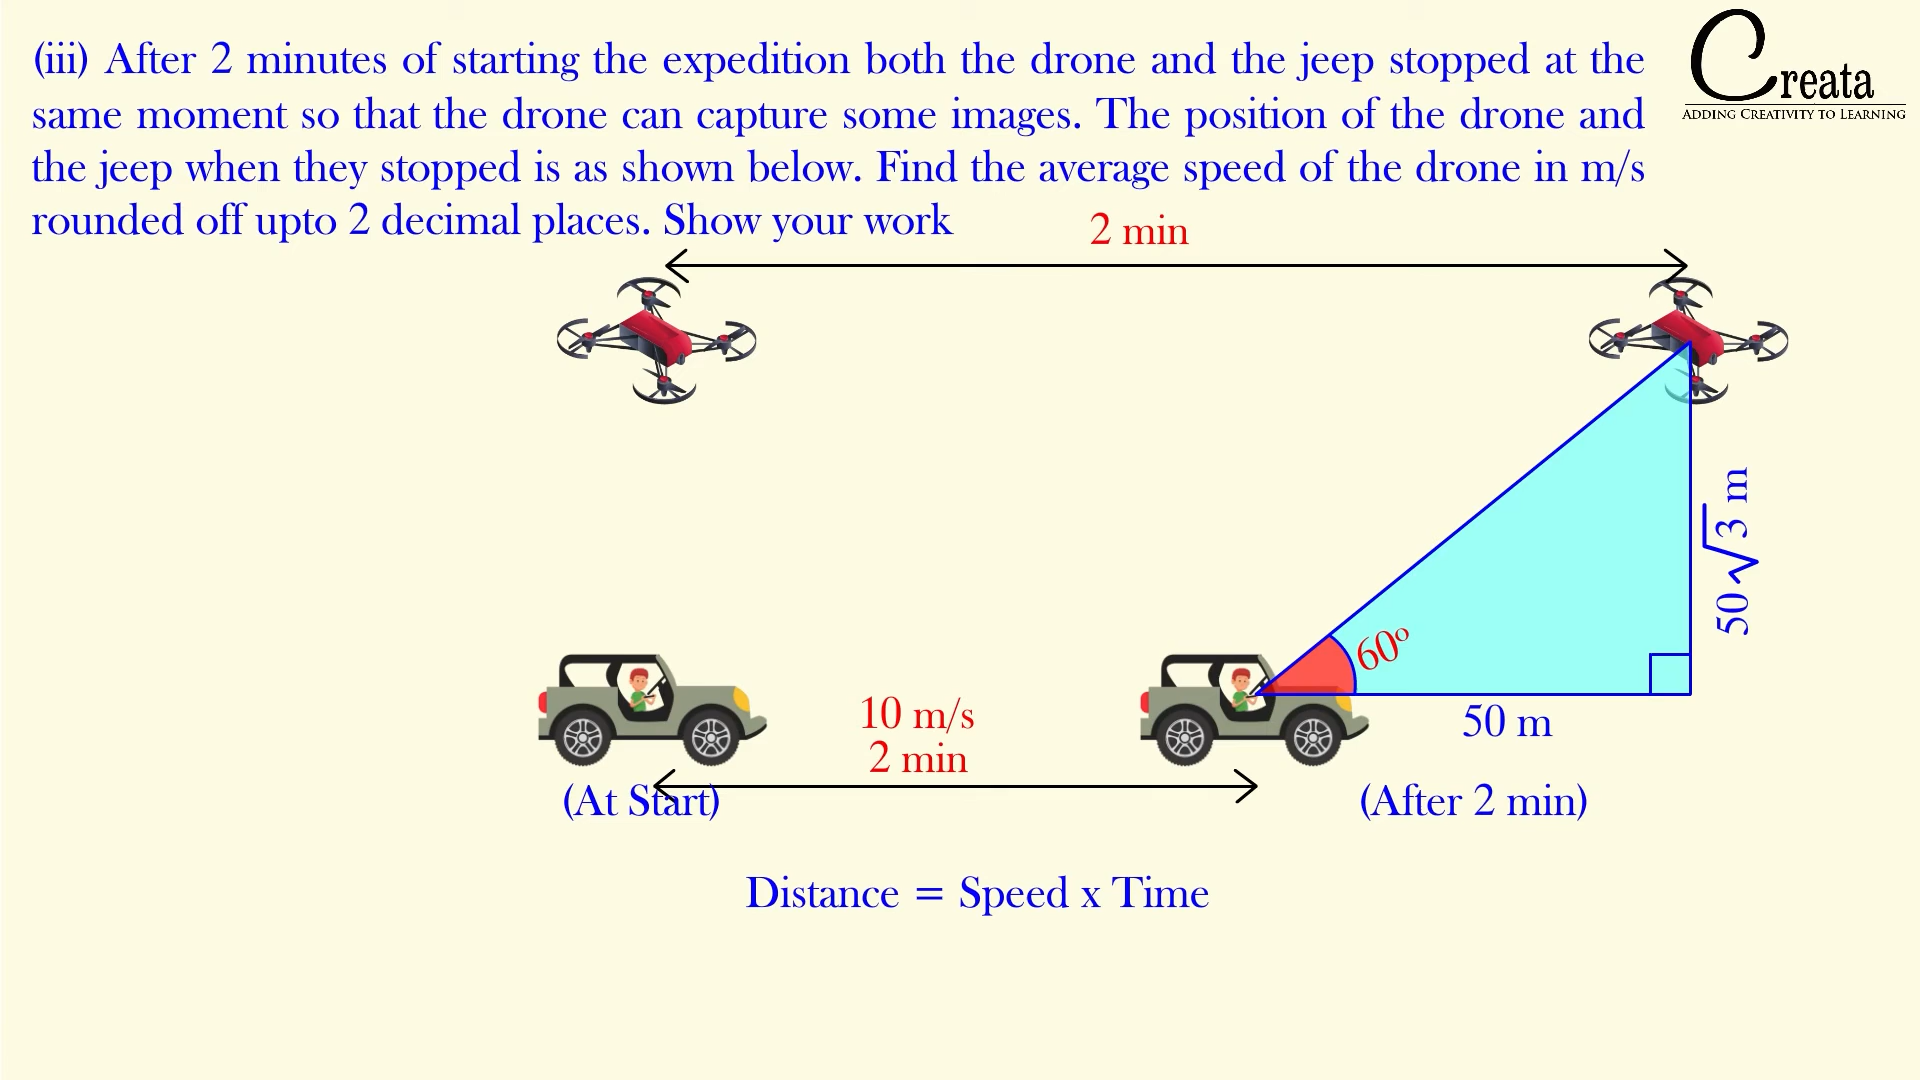 (iii) After 2 minutes of starting the expedition both the drone and the jeep stopped at the
same moment so that the drone can capture some images. The position of the drone and
the jeep when they stopped is as shown below. Find the average speed of the drone in m/s
rounded off upto 2 decimal places. Show your work
Creata
ADDING CREATIVITY TO LEARNING
2 min
50√3 m
60º
10 m/s
2 min
50 m
(At Start)
(After 2 min)
Distance = Speed x Time